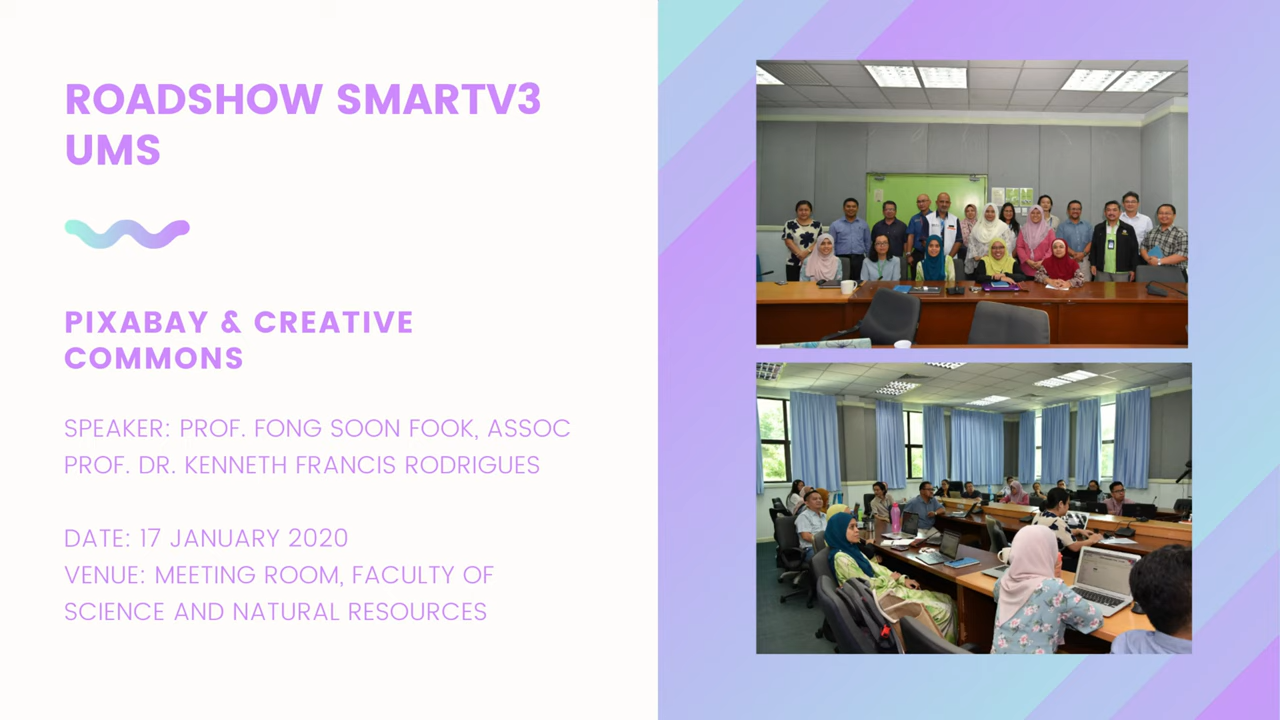 ROADSHOW SMARTV3
UMS
PIXABAY & CREATIVE
COMMONS
SPEAKER: PROF. FONG SOON FOOK, ASSOC
PROF. DR. KENNETH FRANCIS RODRIGUES
DATE: 17 JANUARY 2020
VENUE: MEETING ROOM, FACULTY OF
SCIENCE AND NATURAL RESOURCES